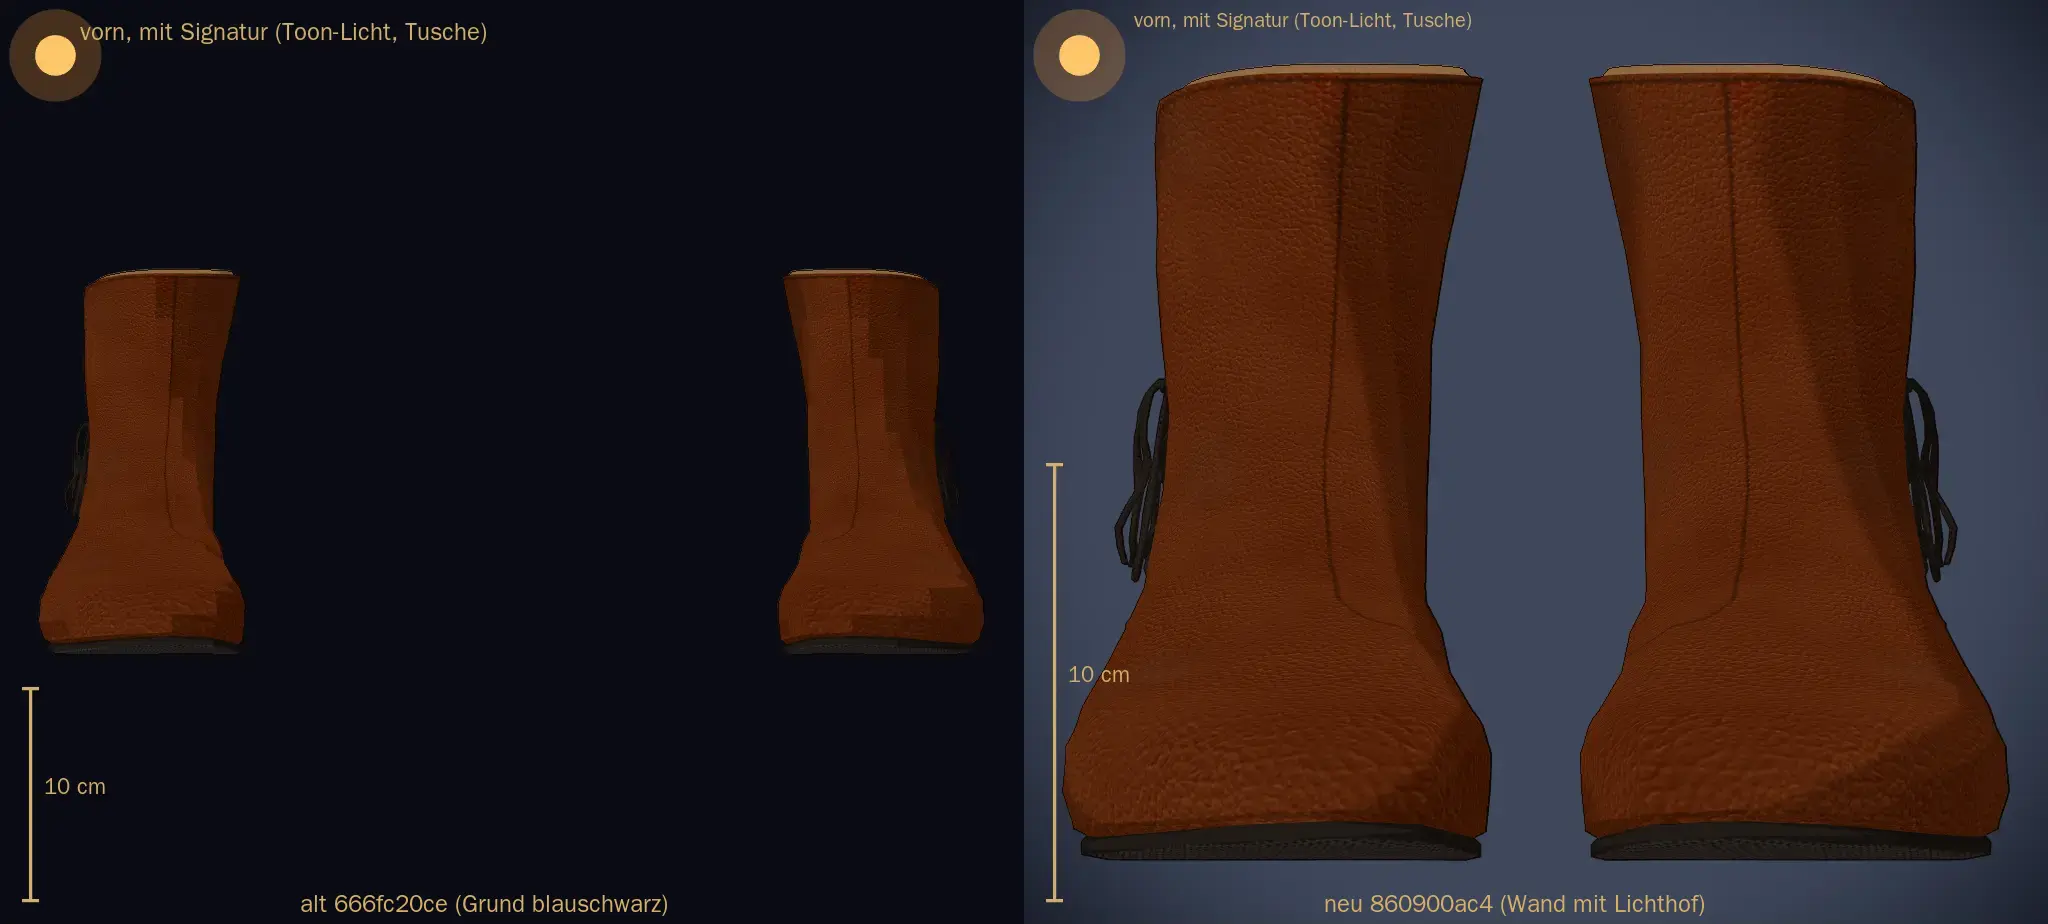 vorn, mit Signatur (Toon-Licht, Tusche)
10 cm
alt 666fc20ce (Grund blauschwarz)
vorn, mit Signatur (Toon-Licht, Tusche)
10 cm
neu 860900ac4 (Wand mit Lichthof)